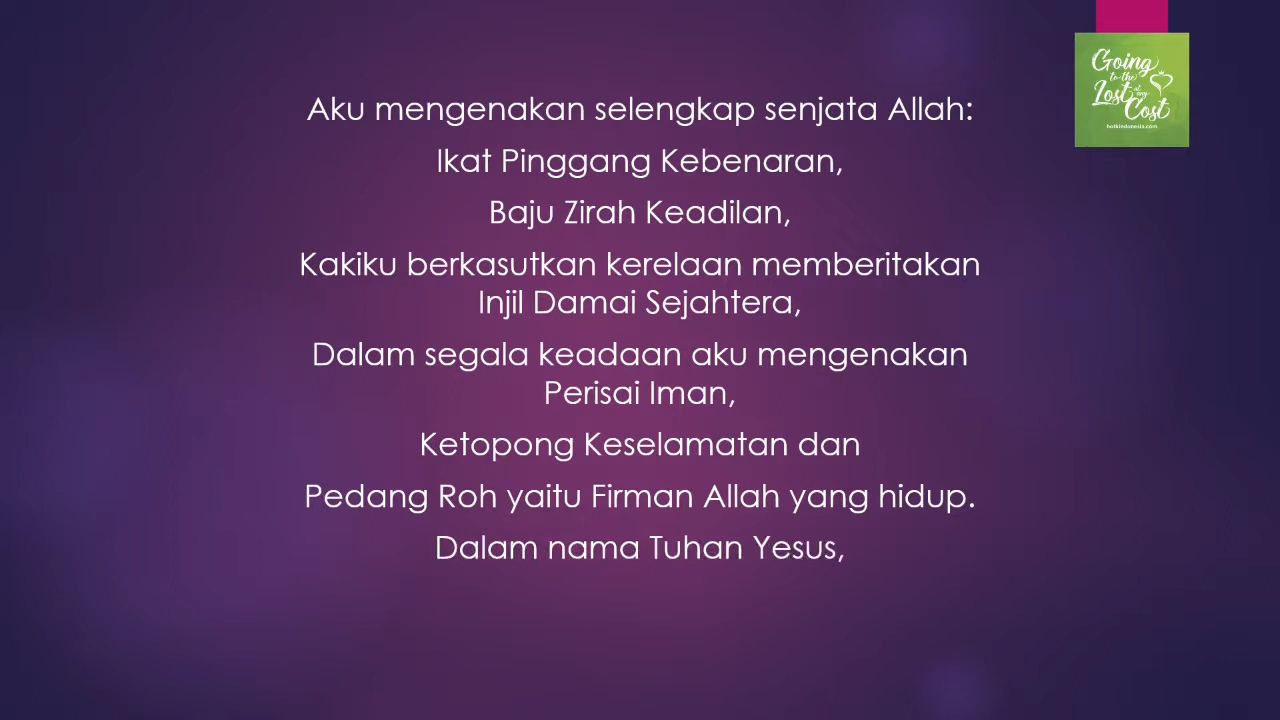 Going
to the
Lost at any
Cost
hotkindonesia.com
Aku mengenakan selengkap senjata Allah:
Ikat Pinggang Kebenaran,
Baju Zirah Keadilan,
Kakiku berkasutkan kerelaan memberitakan
Injil Damai Sejahtera,
Dalam segala keadaan aku mengenakan
Perisai Iman,
Ketopong Keselamatan dan
Pedang Roh yaitu Firman Allah yang hidup.
Dalam nama Tuhan Yesus,